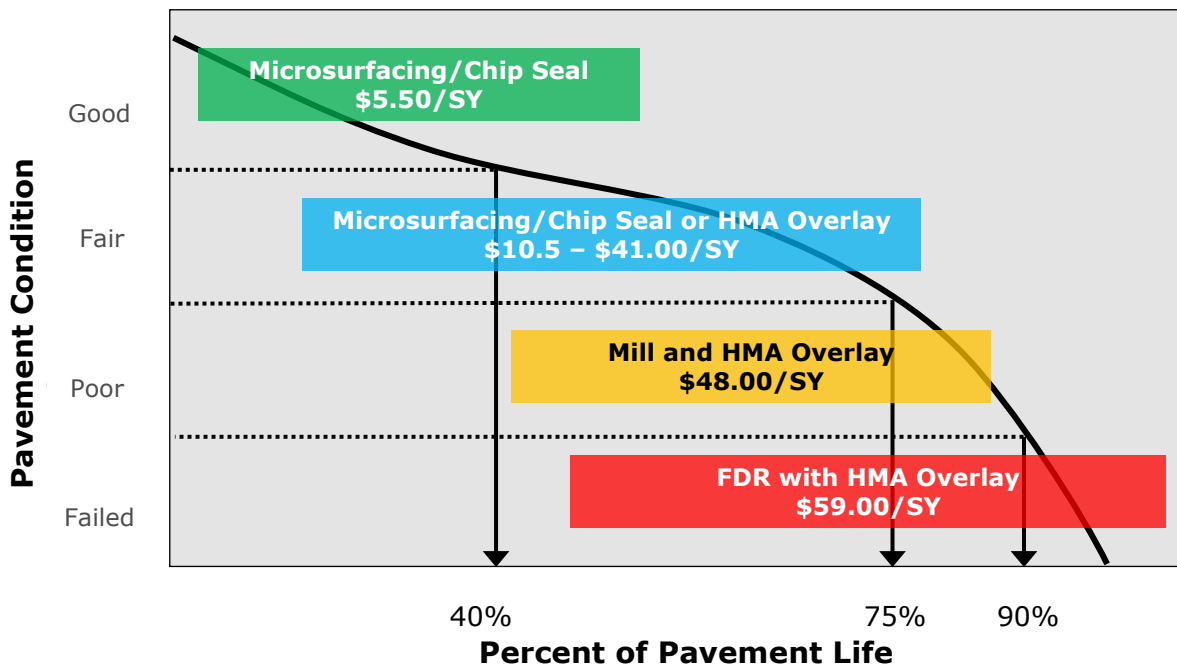 Pavement Condition
Good
Fair
Poor
Failed
Microsurfacing/Chip Seal
$5.50/SY
Microsurfacing/Chip Seal or HMA Overlay
$10.5 – $41.00/SY
Mill and HMA Overlay
$48.00/SY
FDR with HMA Overlay
$59.00/SY
40%
75%
90%
Percent of Pavement Life